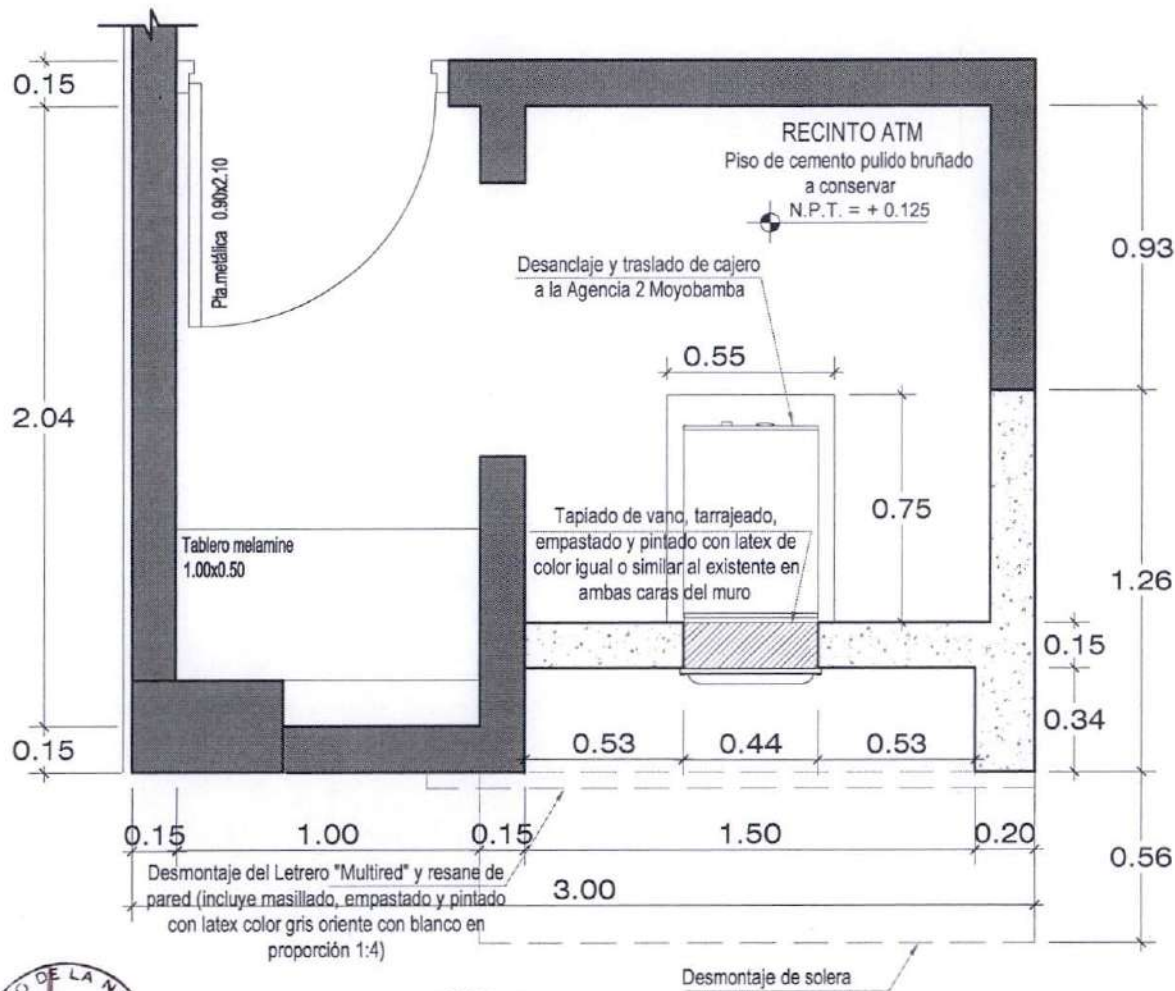 0.15
RECINTO ATM
Piso de cemento pulido bruñado
a conservar
N.P.T. = + 0.125
Pta.metálica 0.90x2.10
0.93
Desanclaje y traslado de cajero
a la Agencia 2 Moyobamba
0.55
2.04
0.75
Tapiado de vano, tarrajeado,
empastado y pintado con latex de
color igual o similar al existente en
ambas caras del muro
Tablero melamine
1.00x0.50
1.26
0.15
0.34
0.15
0.53
0.44
0.53
0.15
1.00
0.15
1.50
0.20
0.56
Desmontaje del Letrero "Multired" y resane de
pared (incluye masillado, empastado y pintado
con latex color gris oriente con blanco en
proporción 1:4)
3.00
Desmontaje de solera
DE LA N